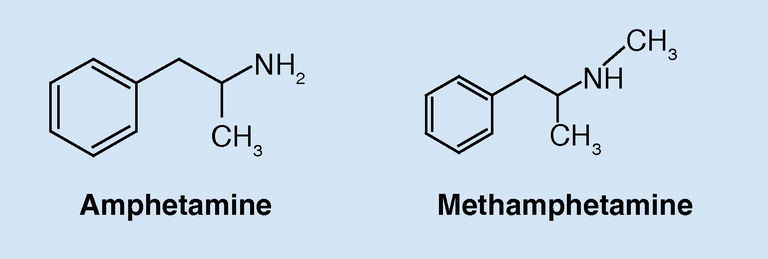 NH2
CH3
Amphetamine
CH3
NH
CH3
Methamphetamine